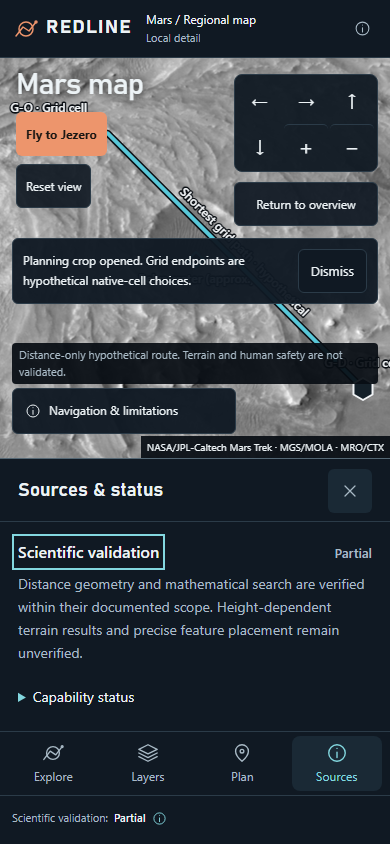 REDLINE
Mars / Regional map
Local detail
Mars map
G-O · Grid cell
Fly to Jezero
Reset view
Return to overview
Shortest grid
Planning crop opened. Grid endpoints are
hypothetical native-cell choices.
Dismiss
Distance-only hypothetical route. Terrain and human safety are not
validated.
Navigation & limitations
NASA/JPL-Caltech Mars Trek · MGS/MOLA · MRO/CTX
Sources & status
Scientific validation
Partial
Distance geometry and mathematical search are verified
within their documented scope. Height-dependent
terrain results and precise feature placement remain
unverified.
Capability status
Explore
Layers
Plan
Sources
Scientific validation: Partial